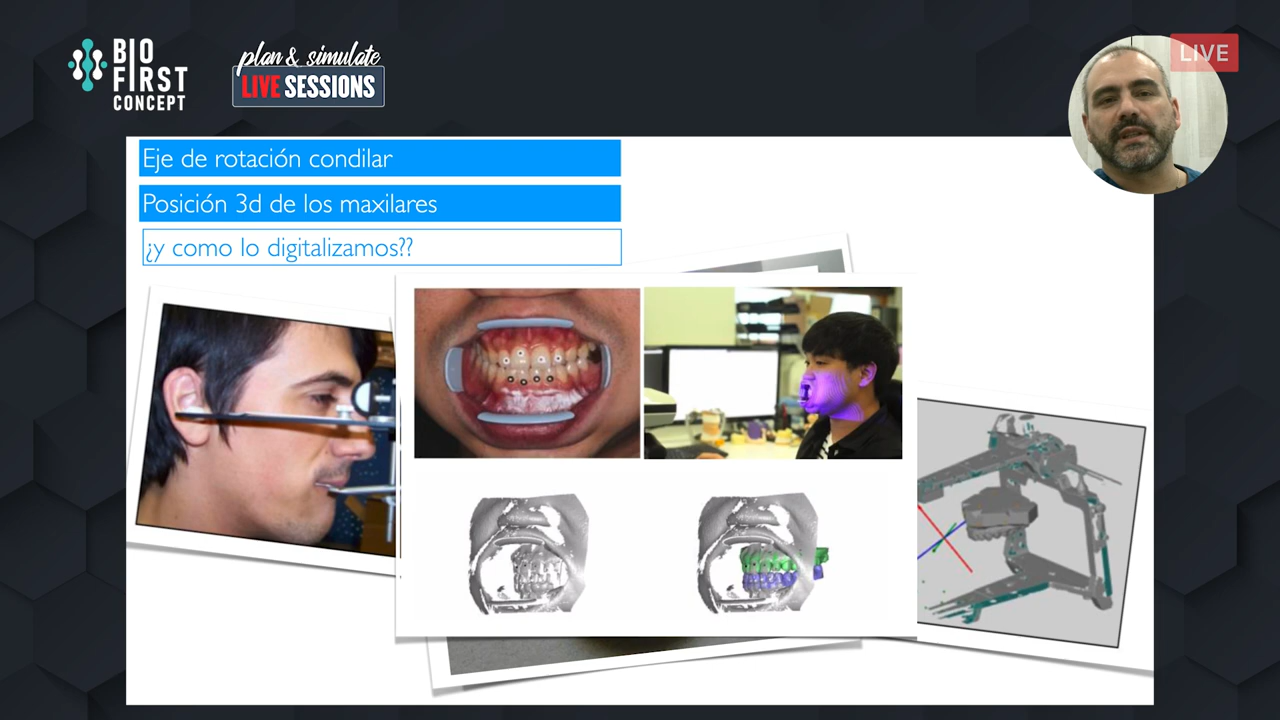 BIO
FIRST
CONCEPT
plan & simulate
LIVE SESSIONS
LIVE
Eje de rotación condilar
Posición 3d de los maxilares
¿y como lo digitalizamos??